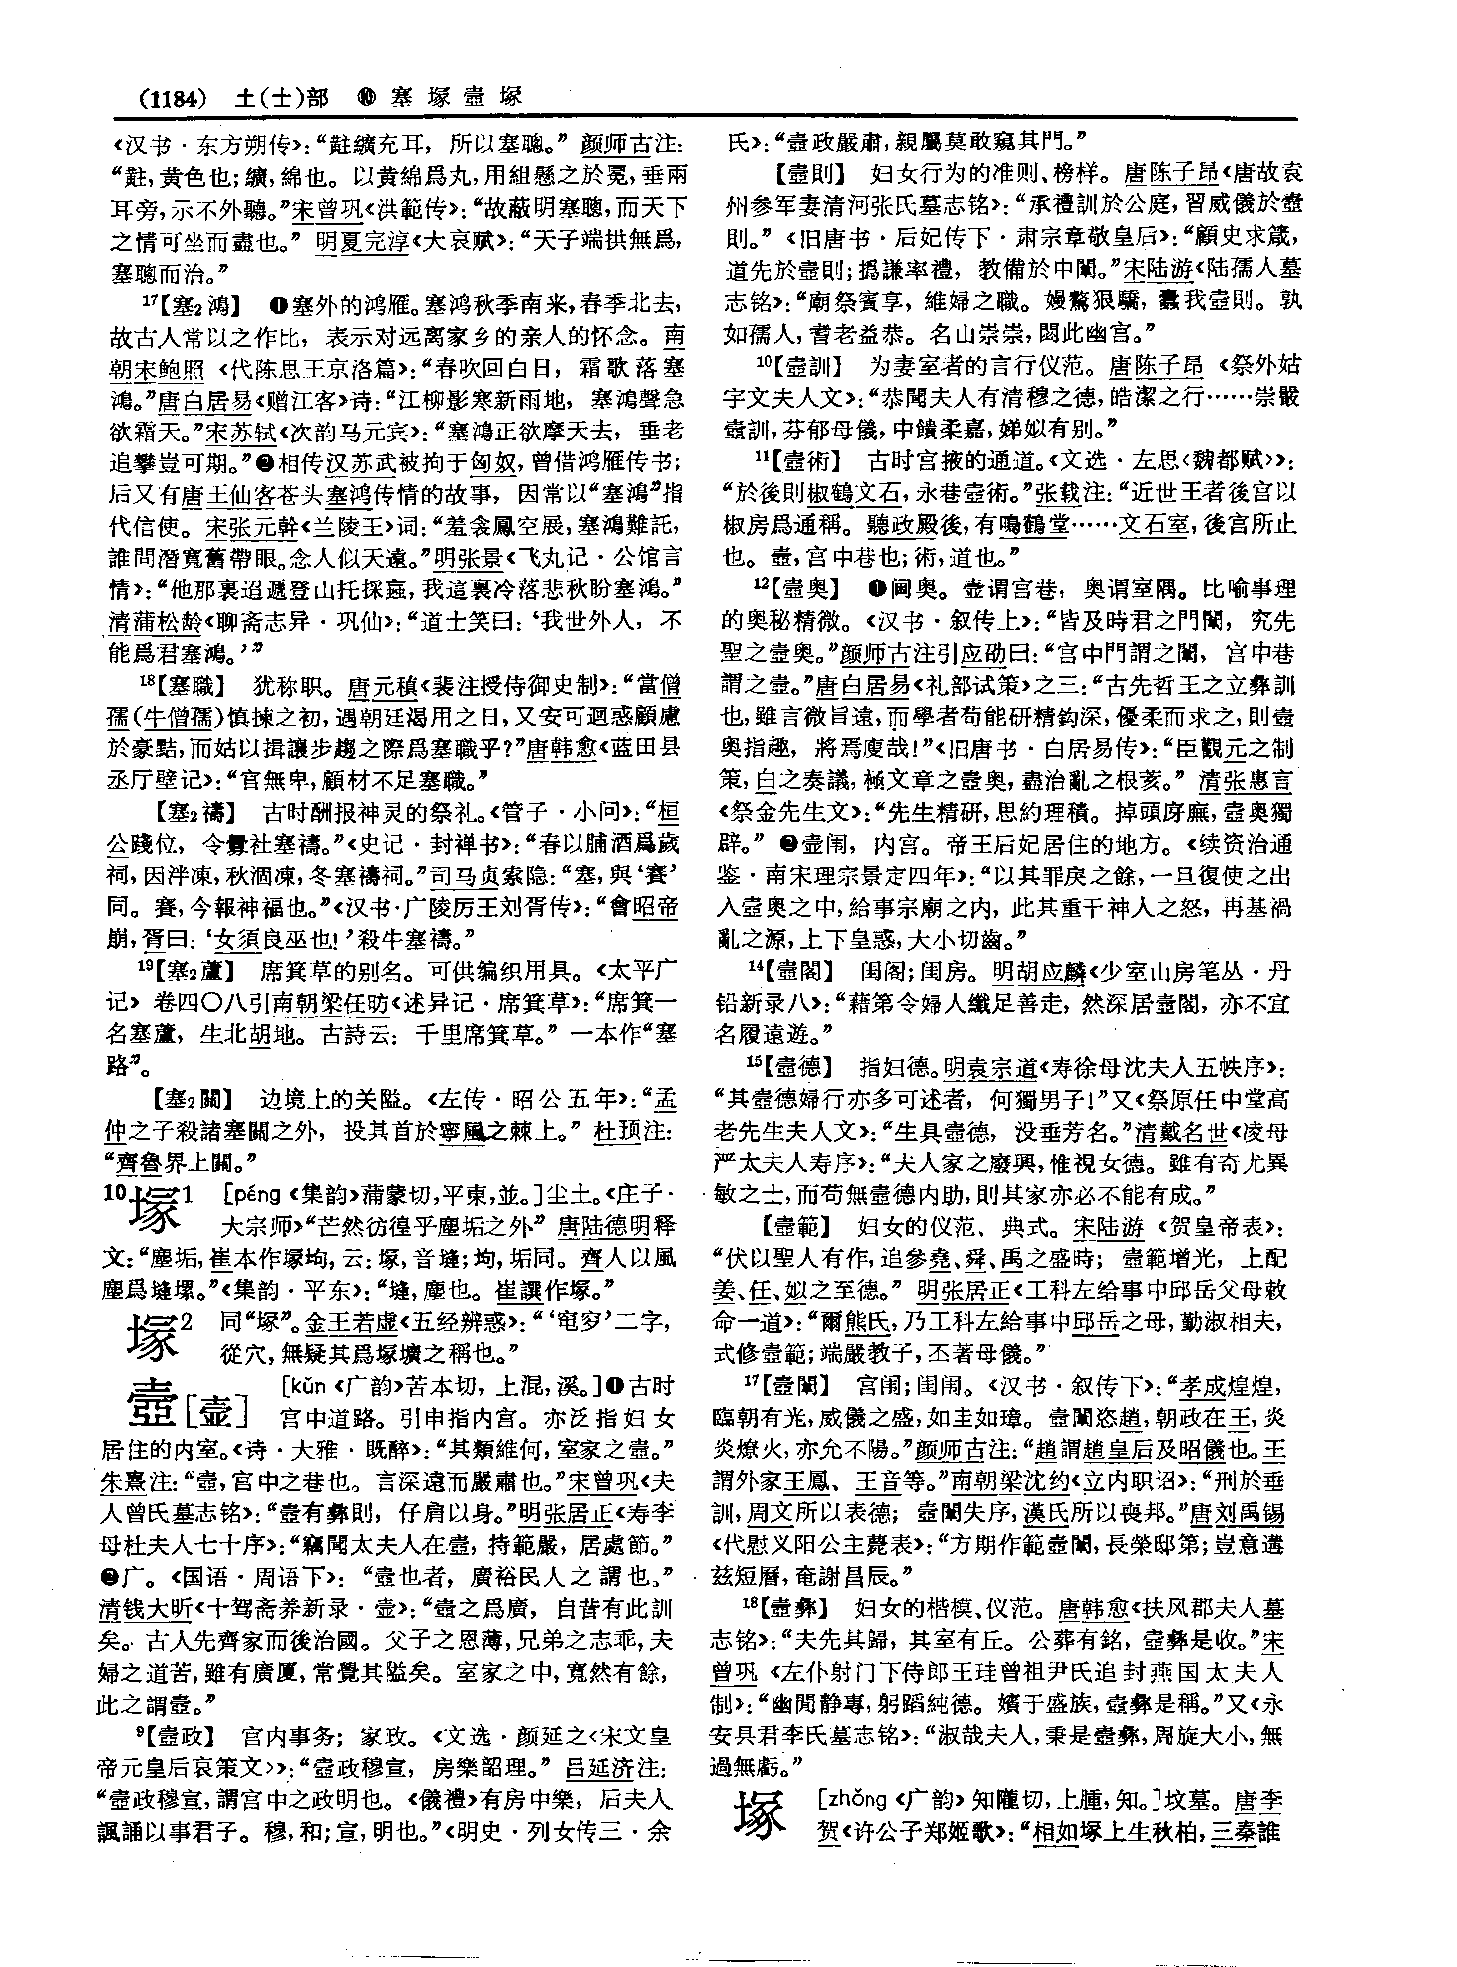 (1184) 土(士)部 ❿ 塞塚壼塚
《汉书·东方朔传》：“黈纊充耳，所以塞聰。”颜师古注：
“黈，黄色也；纊，綿也。以黄綿爲丸，用組懸之於冕，垂兩
耳旁，示不外聽。”宋曾巩《洪範传》：“故蔽明塞聰，而天下
之情可坐而盡也。”明夏完淳《大哀赋》：“天子端拱無爲，
塞聰而治。”
17【塞2鴻】 ❶塞外的鸿雁。塞鸿秋季南来，春季北去，
故古人常以之作比，表示对远离家乡的亲人的怀念。南
朝宋鲍照《代陈思王京洛篇》：“春吹回白日，霜歌落塞
鴻。”唐白居易《赠江客》诗：“江柳影寒新雨地，塞鴻聲急
欲霜天。”宋苏轼《次韵马元宾》：“塞鴻正欲摩天去，垂老
追攀豈可期。”❷相传汉苏武被拘于匈奴，曾借鸿雁传书；
后又有唐王仙客苍头塞鸿传情的故事，因常以“塞鴻”指
代信使。宋张元幹《兰陵王》词：“羞衾鳳空展，塞鴻難託，
誰問潛寬舊帶眼。念人似天遠。”明张景《飞丸记·公馆言
情》：“他那裏迢遞登山托採蝱，我這裏冷落悲秋盼塞鴻。”
清蒲松龄《聊斋志异·巩仙》：“道士笑曰：‘我世外人，不
能爲君塞鴻。’”
18【塞職】 犹称职。唐元稹《裴注授侍御史制》：“當僧
孺(牛僧孺)慎揀之初，遇朝廷渴用之日，又安可迴惑顧慮
於豪黠，而姑以揖讓步趨之際爲塞職乎？”唐韩愈《蓝田县
丞厅壁记》：“官無卑，顧材不足塞職。”
【塞2禱】 古时酬报神灵的祭礼。《管子·小问》：“桓
公踐位，令釁社塞禱。”《史记·封禅书》：“春以脯酒爲歲
祠，因泮凍，秋涸凍，冬塞禱祠。”司马贞索隐：“塞，與‘賽’
同。賽，今報神福也。”《汉书·广陵厉王刘胥传》：“會昭帝
崩，胥曰：‘女須良巫也！’殺牛塞禱。”
19【塞2蘆】 席箕草的别名。可供编织用具。《太平广
记》卷四〇八引南朝梁任昉《述异记·席箕草》：“席箕一
名塞蘆，生北胡地。古詩云：千里席箕草。”一本作“塞
路”。
【塞2關】 边境上的关隘。《左传·昭公五年》：“孟
仲之子殺諸塞關之外，投其首於寧風之棘上。”杜预注：
“齊魯界上關。”
10塚1 [péng《集韵》蒲蒙切，平東，並。]尘土。《庄子·
大宗师》“芒然彷徨乎塵垢之外” 唐陆德明释
文：“塵垢，崔本作塚坸，云：塚，音塳；坸，垢同。齊人以風
塵爲塳堁。”《集韵·平东》：“塳，塵也。崔譔作塚。”
塚2 同“塚”。金王若虚《五经辨惑》：“‘窀穸’二字，
從穴，無疑其爲塚壙之稱也。”
壼[壸] [kǔn《广韵》苦本切，上混，溪。]❶古时
宫中道路。引申指内宫。亦泛指妇女
居住的内室。《诗·大雅·既醉》：“其類維何，室家之壼。”
朱熹注：“壼，宫中之巷也。言深遠而嚴肅也。”宋曾巩《夫
人曾氏墓志铭》：“壼有彝則，仔肩以身。”明张居正《寿李
母杜夫人七十序》：“竊聞太夫人在壼，持範嚴，居處節。”
❷广。《国语·周语下》：“壼也者，廣裕民人之謂也。”
清钱大昕《十驾斋养新录·壸》：“壼之爲廣，自昔有此訓
矣。古人先齊家而後治國。父子之恩薄，兄弟之志乖，夫
婦之道苦，雖有廣厦，常覺其隘矣。室家之中，寬然有餘，
此之謂壼。”
9【壼政】 宫内事务；家政。《文选·颜延之〈宋文皇
帝元皇后哀策文〉》：“壼政穆宣，房樂韶理。”吕延济注：
“壼政穆宣，謂宫中之政明也。《儀禮》有房中樂，后夫人
諷誦以事君子。穆，和；宣，明也。”《明史·列女传三·余
氏》：“壼政嚴肅，親屬莫敢窺其門。”
【壼則】 妇女行为的准则、榜样。唐陈子昂《唐故袁
州参军妻清河张氏墓志铭》：“承禮訓於公庭，習威儀於壼
則。”《旧唐书·后妃传下·肃宗章敬皇后》：“顧史求箴，
道先於壼則；撝謙率禮，教備於中闈。”宋陆游《陆孺人墓
志铭》：“廟祭賓享，維婦之職。嫚驁狠驕，蠹我壼則。孰
如孺人，耆老益恭。名山崇崇，閟此幽宫。”
10【壼訓】 为妻室者的言行仪范。唐陈子昂《祭外姑
宇文夫人文》：“恭聞夫人有清穆之德，皓潔之行……崇嚴
壼訓，芬郁母儀，中饋柔嘉，娣姒有别。”
11【壼術】 古时宫掖的通道。《文选·左思〈魏都赋〉》：
“於後則椒鶴文石，永巷壼術。”张载注：“近世王者後宫以
椒房爲通稱。聽政殿後，有鳴鶴堂……文石室，後宫所止
也。壼，宫中巷也；術，道也。”
12【壼奥】 ❶阃奥。壸谓宫巷，奥谓室隅。比喻事理
的奥秘精微。《汉书·叙传上》：“皆及時君之門闈，究先
聖之壼奥。”颜师古注引应劭曰：“宫中門謂之闈，宫中巷
謂之壼。”唐白居易《礼部试策》之三：“古先哲王之立彝訓
也，雖言微旨遠，而學者苟能研精鈎深，優柔而求之，則壼
奥指趣，將焉廋哉！”《旧唐书·白居易传》：“臣觀元之制
策，白之奏議，極文章之壼奥，盡治亂之根荄。”清张惠言
《祭金先生文》：“先生精研，思約理積。掉頭序廡，壼奥獨
辟。”❷壸闱，内宫。帝王后妃居住的地方。《续资治通
鉴·南宋理宗景定四年》：“以其罪戾之餘，一旦復使之出
入壼奥之中，給事宗廟之内，此其重干神人之怒，再基禍
亂之源，上下皇惑，大小切齒。”
14【壼閣】 闺阁；闺房。明胡应麟《少室山房笔丛·丹
铅新录八》：“藉第令婦人纖足善走，然深居壼閣，亦不宜
名履遠遊。”
15【壼德】 指妇德。明袁宗道《寿徐母沈夫人五帙序》：
“其壼德婦行亦多可述者，何獨男子！”又《祭原任中堂高
老先生夫人文》：“生具壼德，没垂芳名。”清戴名世《凌母
严太夫人寿序》：“夫人家之廢興，惟視女德。雖有奇尤異
敏之士，而苟無壼德内助，則其家亦必不能有成。”
【壼範】 妇女的仪范、典式。宋陆游《贺皇帝表》：
“伏以聖人有作，追參堯、舜、禹之盛時；壼範增光，上配
姜、任、姒之至德。”明张居正《工科左给事中邱岳父母敕
命一道》：“爾熊氏，乃工科左給事中邱岳之母，勤淑相夫，
式修壼範；端嚴教子，丕著母儀。”
17【壼闈】 宫闱；闺闱。《汉书·叙传下》：“孝成煌煌，
臨朝有光，威儀之盛，如圭如璋。壼闈恣趙，朝政在王，炎
炎燎火，亦允不陽。”颜师古注：“趙謂趙皇后及昭儀也。王
謂外家王鳳、王音等。”南朝梁沈约《立内职诏》：“刑於垂
訓，周文所以表德；壼闈失序，漢氏所以喪邦。”唐刘禹锡
《代慰义阳公主薨表》：“方期作範壼闈，長榮邸第；豈意遘
兹短曆，奄謝昌辰。”
18【壼彝】 妇女的楷模、仪范。唐韩愈《扶风郡夫人墓
志铭》：“夫先其歸，其室有丘。公葬有銘，壼彝是收。”宋
曾巩《左仆射门下侍郎王珪曾祖尹氏追封燕国太夫人
制》：“幽閒静專，躬蹈純德。嬪于盛族，壼彝是稱。”又《永
安县君李氏墓志铭》：“淑哉夫人，秉是壼彝，周旋大小，無
過無虧。”
塚 [zhǒng《广韵》知隴切，上腫，知。]坟墓。唐李
贺《许公子郑姬歌》：“相如塚上生秋柏，三秦誰